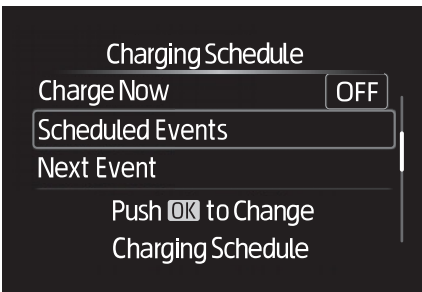 Charging Schedule
Charge Now OFF
Scheduled Events
Next Event
Push OK to Change
Charging Schedule